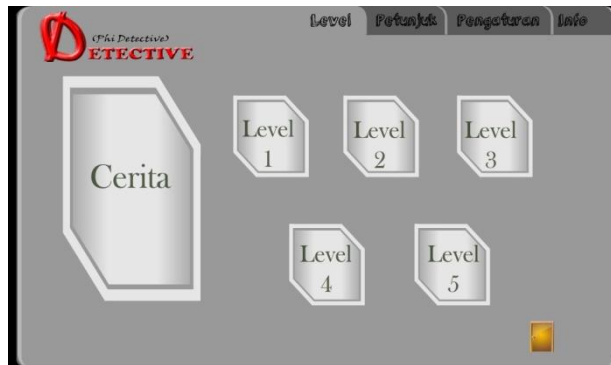 Level Petunjuk Pengaturan Info
(Phi Detective)
DETECTIVE
Cerita
Level
1
Level
2
Level
3
Level
4
Level
5